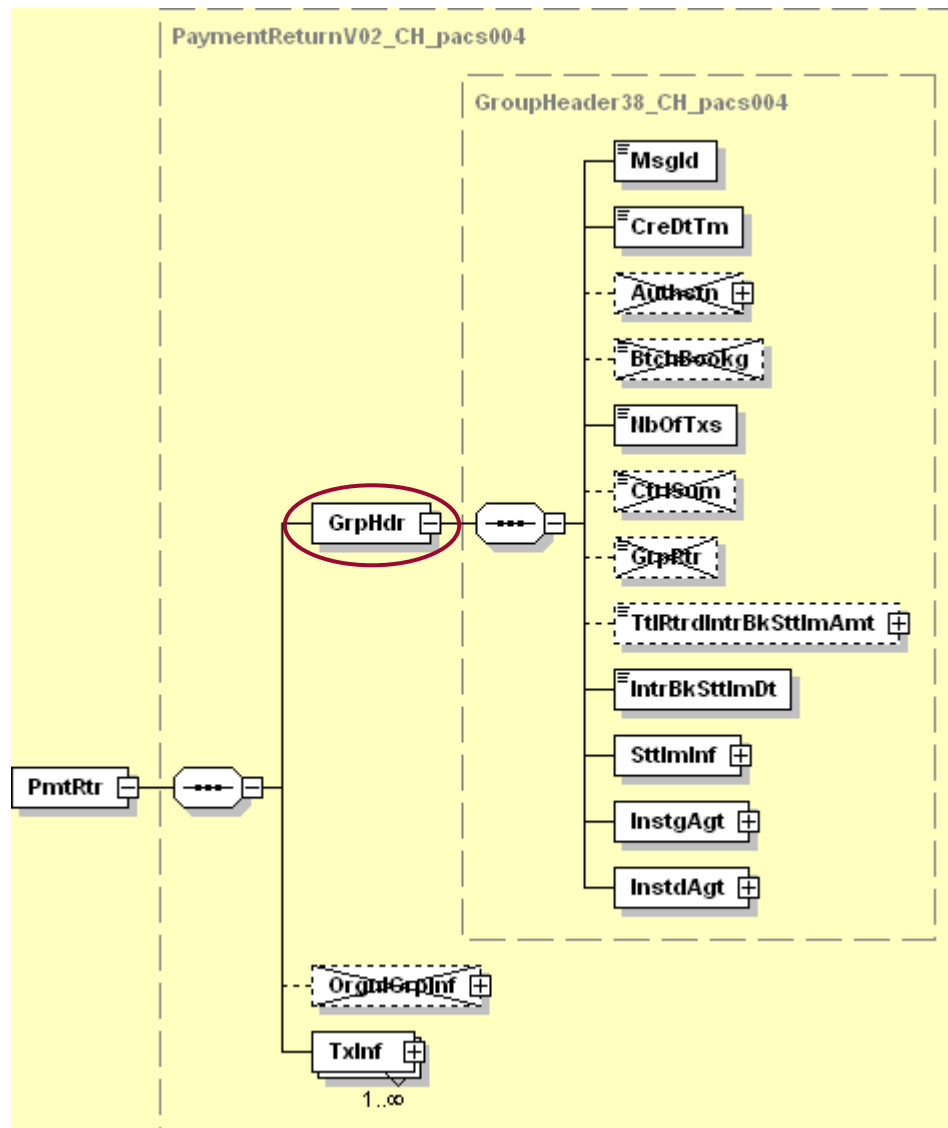 PaymentReturnV02_CH_pacs004
GroupHeader38_CH_pacs004
MsgId
CreDtTm
Authstn
BtchBookg
NbOfTxs
CtrlSum
GrpHdr
GrpRtr
TtlRtrdIntrBkSttlmAmt
IntrBkSttlmDt
SttlmInf
PmtRtr
InstgAgt
InstdAgt
OrgnlGrpInf
TxInf
1..∞